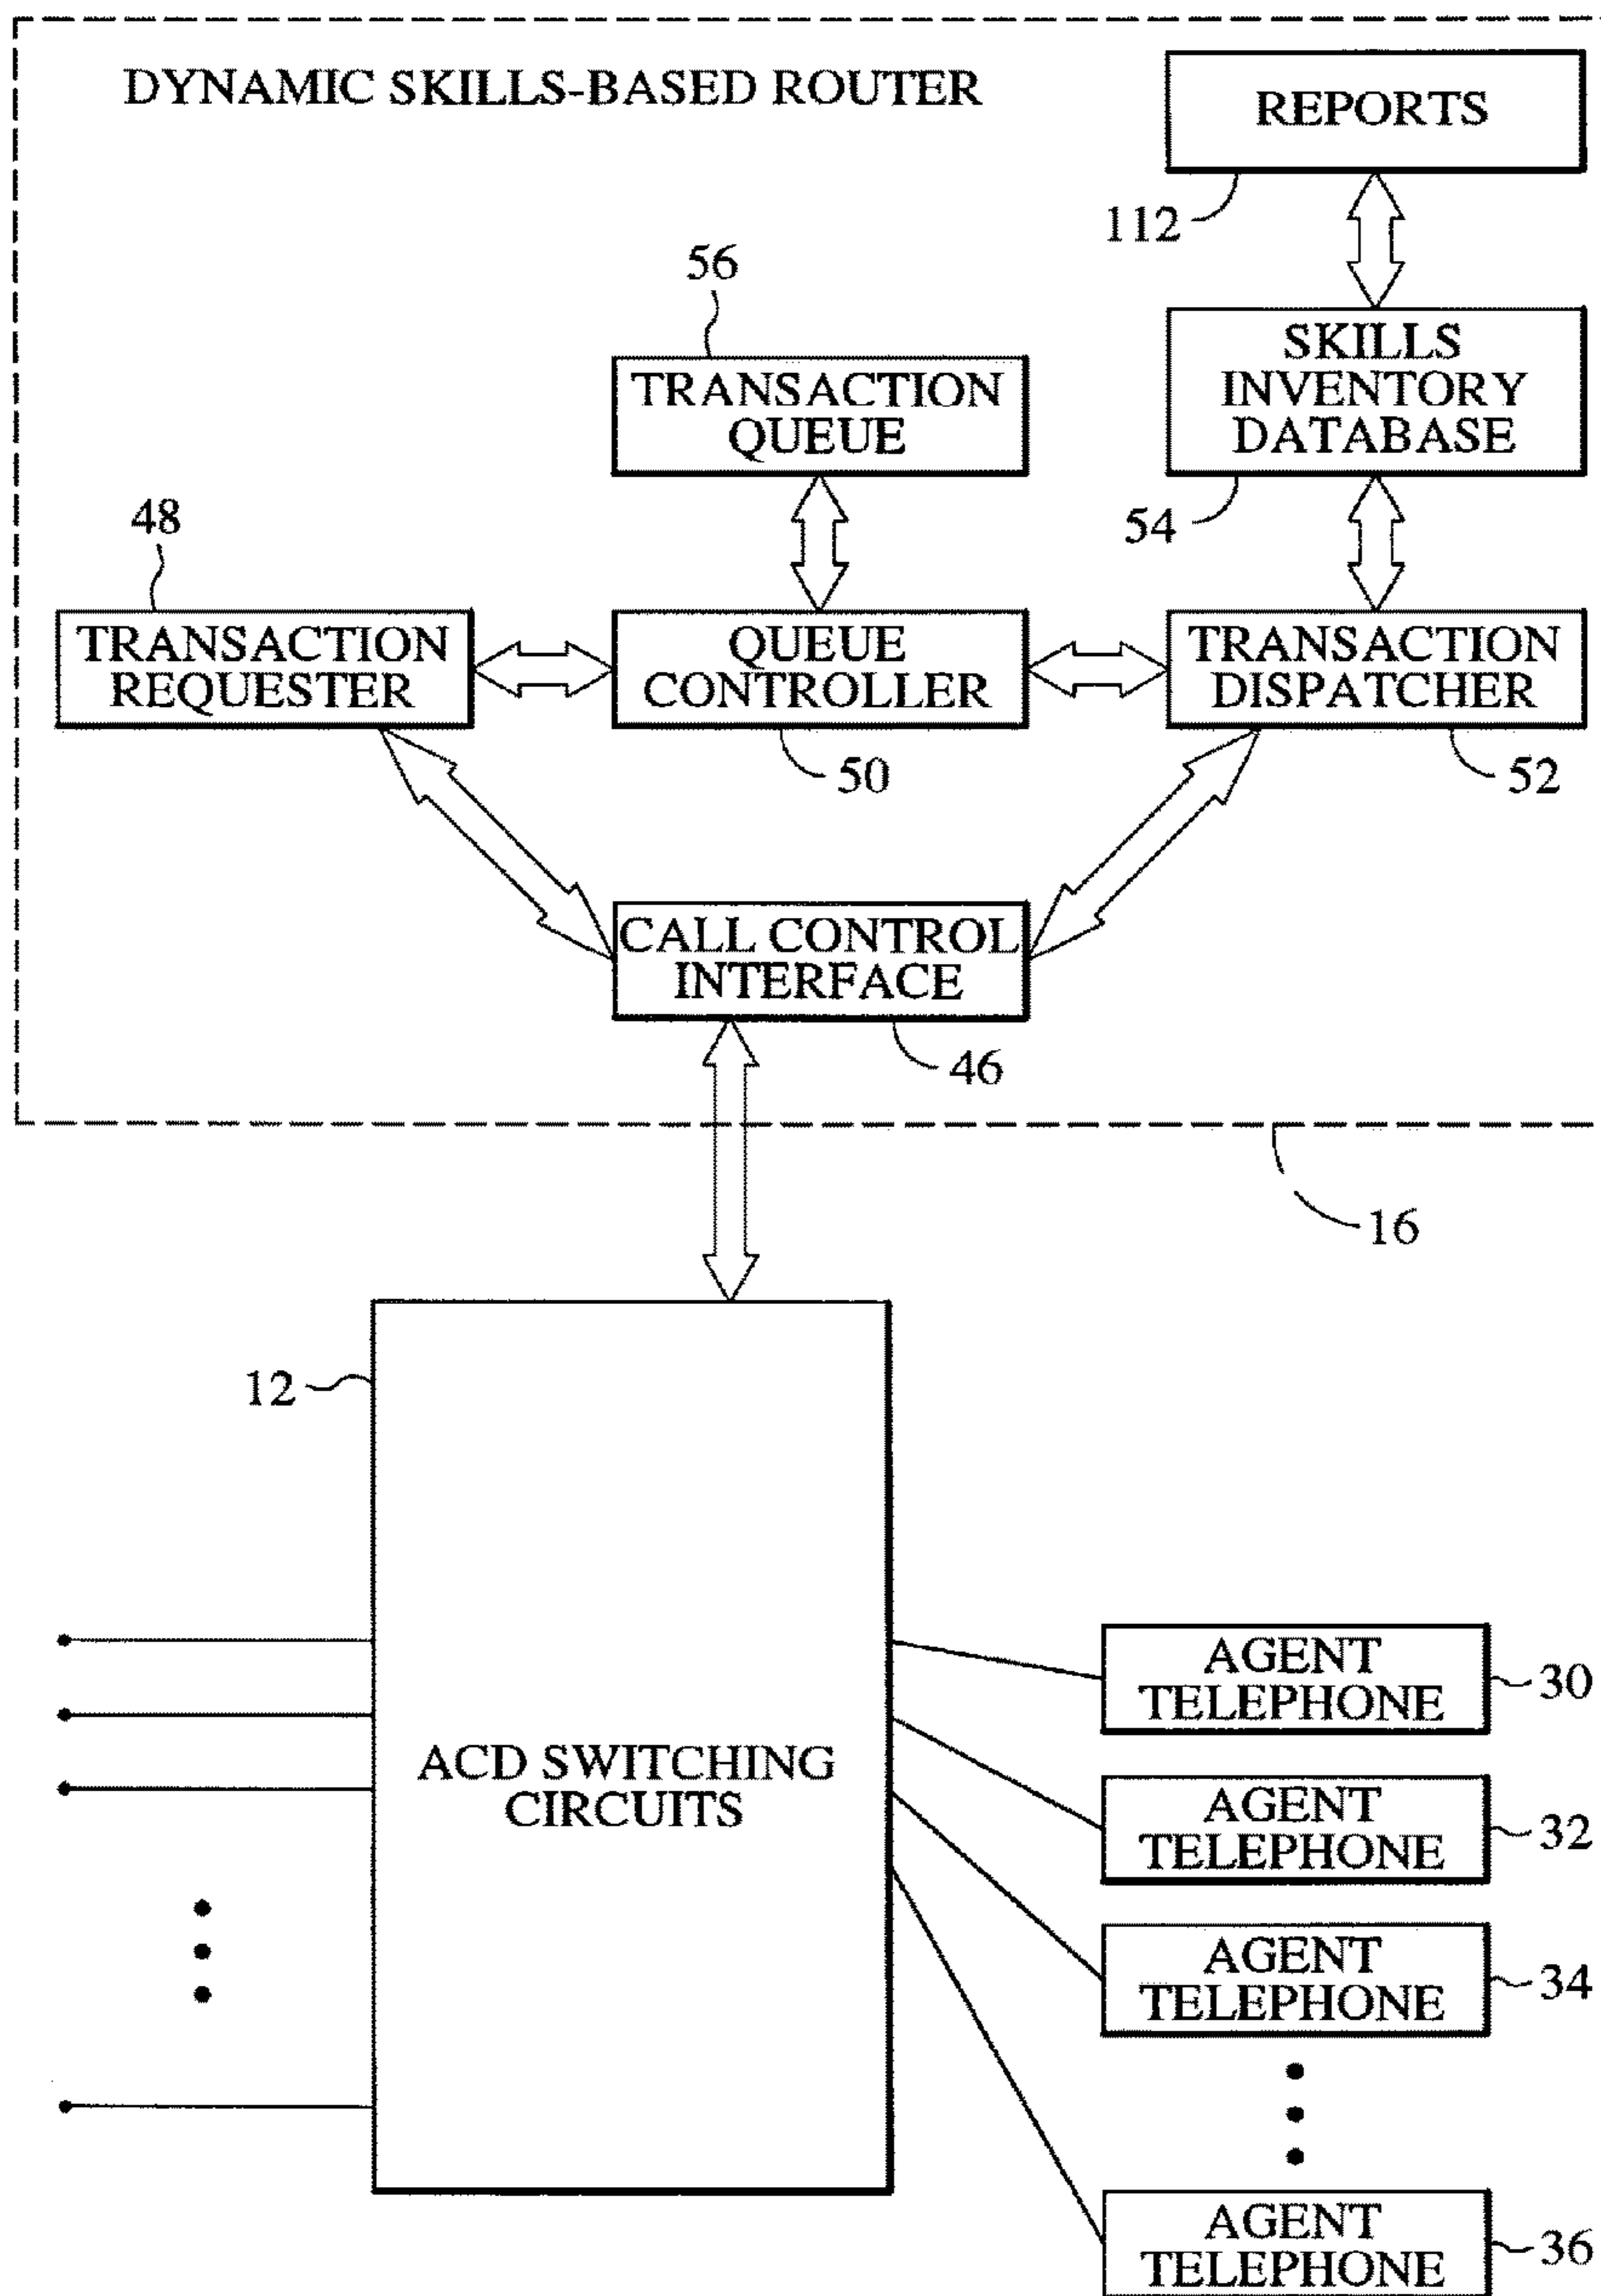 DYNAMIC SKILLS-BASED ROUTER
REPORTS
112
56
TRANSACTION
QUEUE
SKILLS
INVENTORY
DATABASE
54
48
TRANSACTION
REQUESTER
QUEUE
CONTROLLER
TRANSACTION
DISPATCHER
50
52
CALL CONTROL
INTERFACE
46
16
12
ACD SWITCHING
CIRCUITS
AGENT
TELEPHONE
30
AGENT
TELEPHONE
32
AGENT
TELEPHONE
34
AGENT
TELEPHONE
36